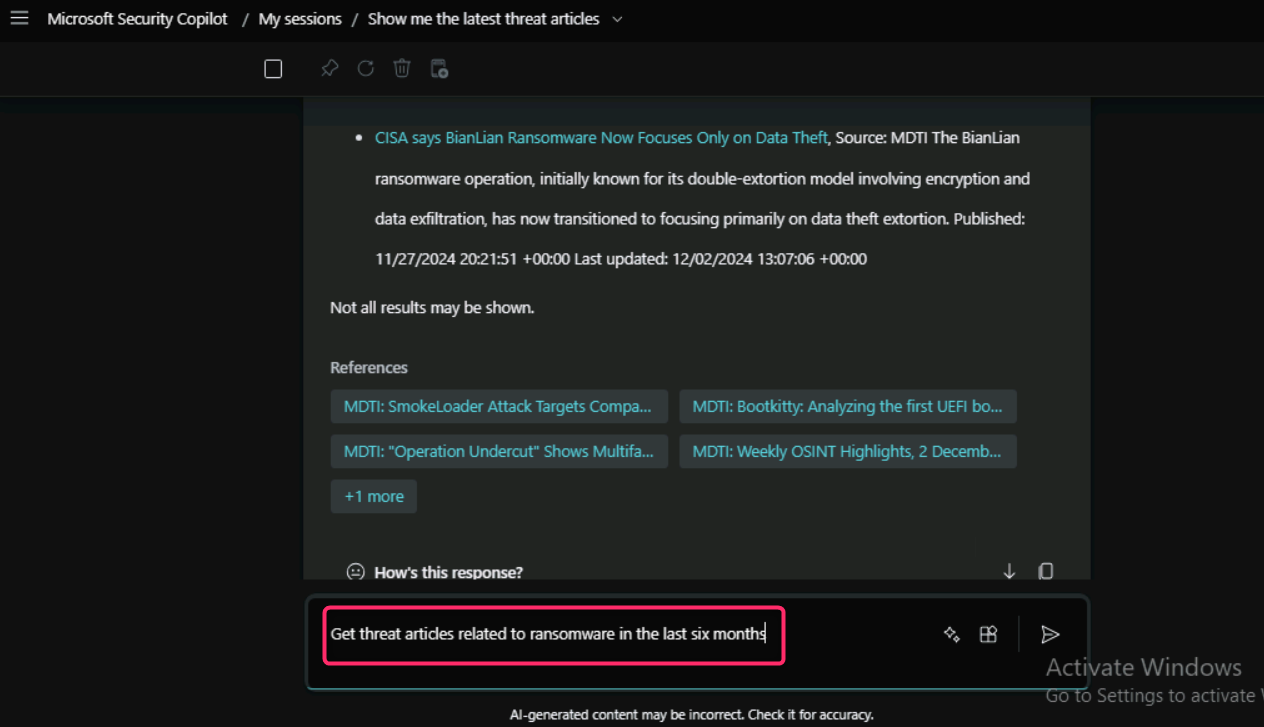 Microsoft Security Copilot / My sessions / Show me the latest threat articles
CISA says BianLian Ransomware Now Focuses Only on Data Theft, Source: MDTI The BianLian
ransomware operation, initially known for its double-extortion model involving encryption and
data exfiltration, has now transitioned to focusing primarily on data theft extortion. Published:
11/27/2024 20:21:51 +00:00 Last updated: 12/02/2024 13:07:06 +00:00
Not all results may be shown.
References
MDTI: SmokeLoader Attack Targets Compa... MDTI: Bootkitty: Analyzing the first UEFI bo...
MDTI: "Operation Undercut" Shows Multifa... MDTI: Weekly OSINT Highlights, 2 Decemb...
+1 more
How's this response?
Get threat articles related to ransomware in the last six months
Activate Windows
Go to Settings to activate W
AI-generated content may be incorrect. Check it for accuracy.